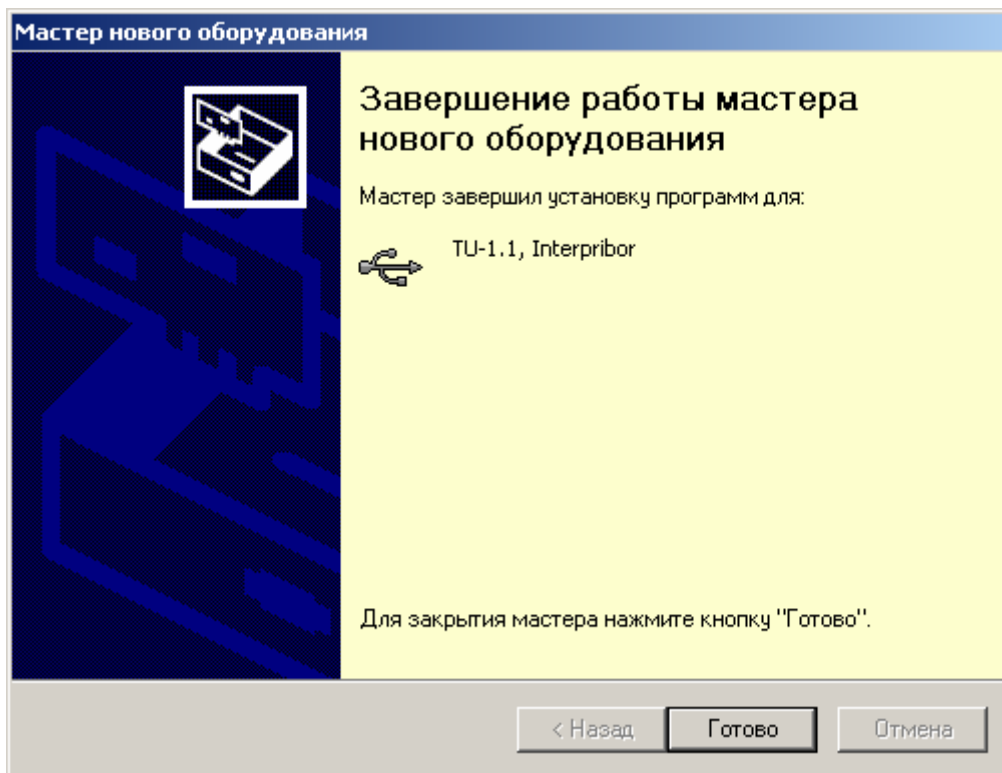 Мастер нового оборудования
Завершение работы мастера
нового оборудования
Мастер завершил установку программ для:
TU-1.1, Interpribor
Для закрытия мастера нажмите кнопку "Готово".
< Назад
Готово
Отмена